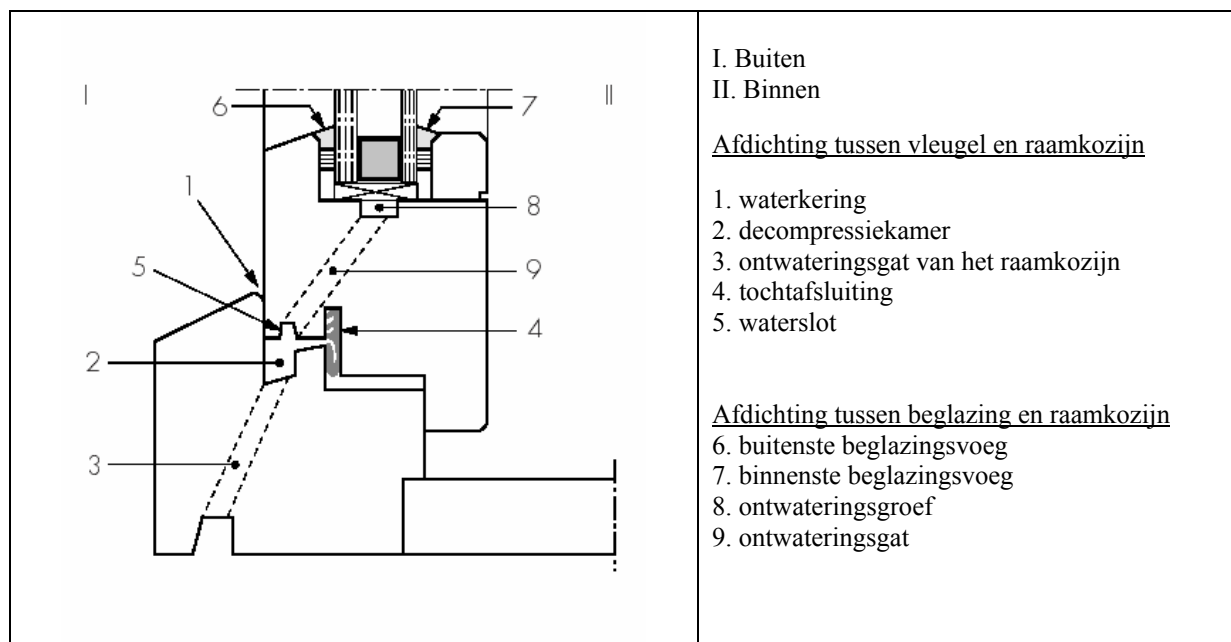 I
II
6
7
1
8
5
9
4
2
3
I. Buiten
II. Binnen
Afdichting tussen vleugel en raamkozijn
1. waterkering
2. decompressiekamer
3. ontwateringsgat van het raamkozijn
4. tochtafsluiting
5. waterslot
Afdichting tussen beglazing en raamkozijn
6. buitenste beglazingsvoeg
7. binnenste beglazingsvoeg
8. ontwateringsgroef
9. ontwateringsgat